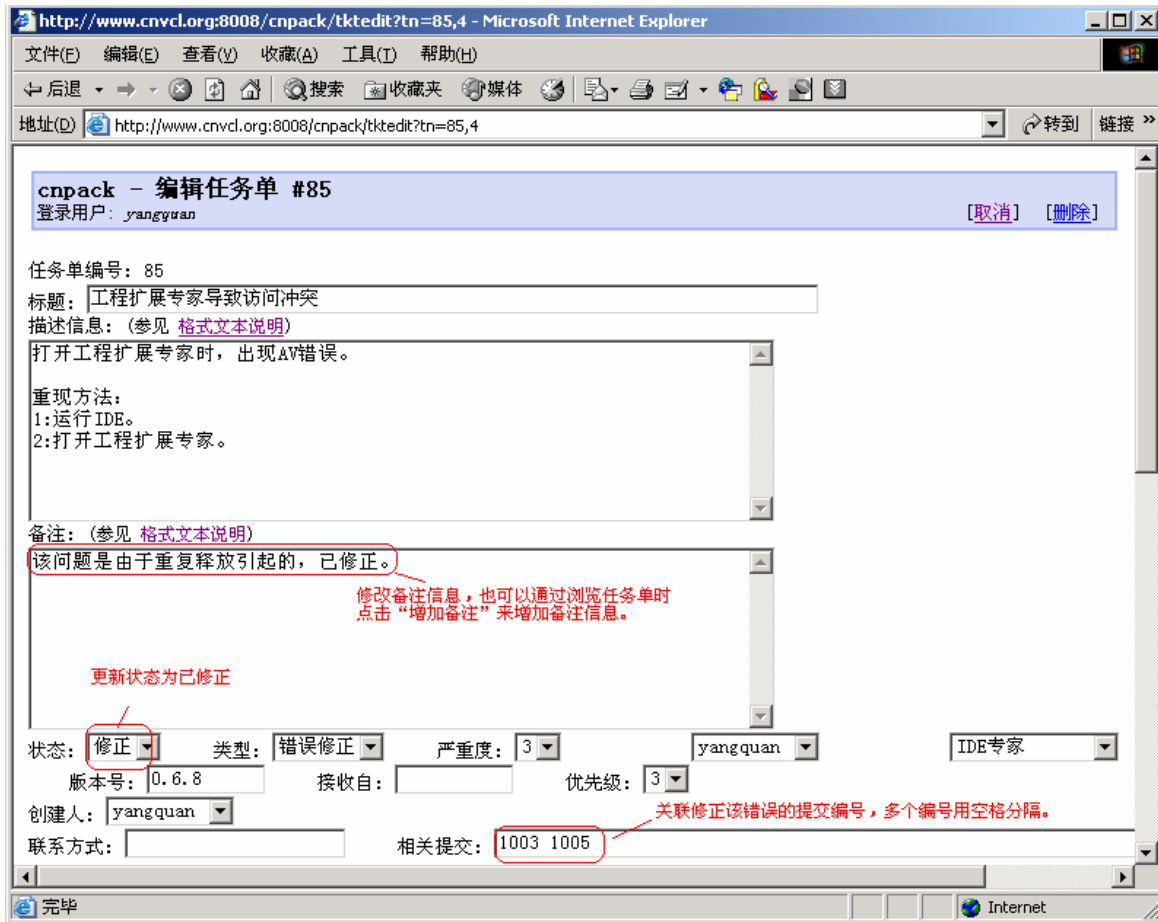 http://www.cnvcl.org:8008/cnpack/tktedit?tn=85,4 - Microsoft Internet Explorer
文件(F) 编辑(E) 查看(V) 收藏(A) 工具(T) 帮助(H)
后退 搜索 收藏夹 媒体
地址(D) http://www.cnvcl.org:8008/cnpack/tktedit?tn=85,4 转到 链接 »
cnpack - 编辑任务单 #85
登录用户: yangquan [取消] [删除]
任务单编号: 85
标题: 工程扩展专家导致访问冲突
描述信息: (参见 格式文本说明)
打开工程扩展专家时，出现AV错误。
重现方法:
1:运行IDE。
2:打开工程扩展专家。
备注: (参见 格式文本说明)
该问题是由于重复释放引起的，已修正。
修改备注信息，也可以通过浏览任务单时
点击“增加备注”来增加备注信息。
更新状态为已修正
状态: 修正 类型: 错误修正 严重度: 3 yangquan IDE专家
版本号: 0.6.8 接收自: 优先级: 3
关联修正该错误的提交编号，多个编号用空格分隔。
创建人: yangquan
联系方式: 相关提交: 1003 1005
完毕 Internet